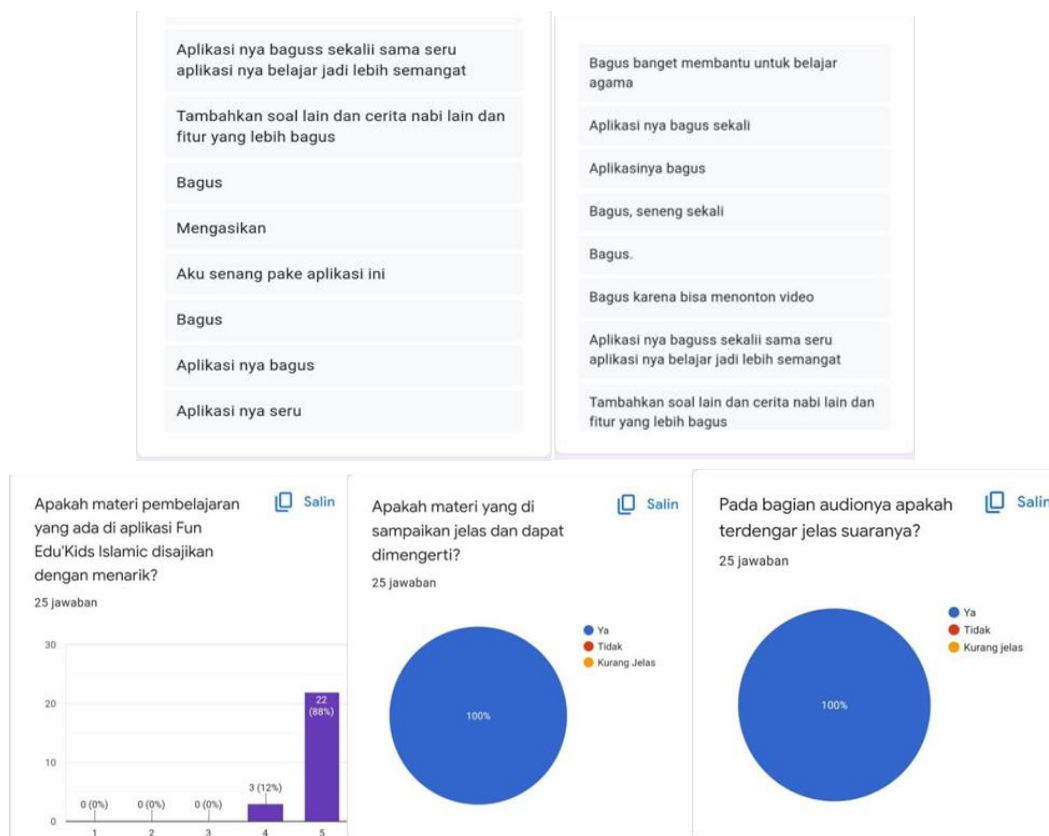 Aplikasi nya baguss sekalii sama seru
aplikasi nya belajar jadi lebih semangat
Tambahkan soal lain dan cerita nabi lain dan
fitur yang lebih bagus
Bagus
Mengasikan
Aku senang pake aplikasi ini
Bagus
Aplikasi nya bagus
Aplikasi nya seru
Bagus banget membantu untuk belajar
agama
Aplikasi nya bagus sekali
Aplikasinya bagus
Bagus, seneng sekali
Bagus.
Bagus karena bisa menonton video
Aplikasi nya baguss sekalii sama seru
aplikasi nya belajar jadi lebih semangat
Tambahkan soal lain dan cerita nabi lain dan
fitur yang lebih bagus
Apakah materi pembelajaran
yang ada di aplikasi Fun
Edu'Kids Islamic disajikan
dengan menarik?
Salin
25 jawaban
30
20
10
0
0 (0%)
0 (0%)
0 (0%)
3 (12%)
22
(88%)
1
2
3
4
5
Apakah materi yang di
sampaikan jelas dan dapat
dimengerti?
Salin
25 jawaban
Ya
Tidak
Kurang Jelas
100%
Pada bagian audionya apakah
terdengar jelas suaranya?
Salin
25 jawaban
Ya
Tidak
Kurang jelas
100%